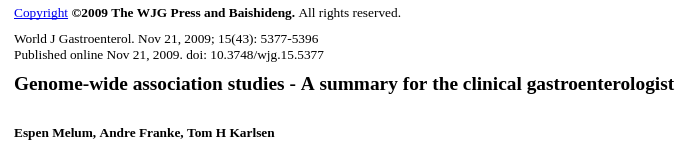 Copyright ©2009 The WJG Press and Baishideng. All rights reserved.
World J Gastroenterol. Nov 21, 2009; 15(43): 5377-5396
Published online Nov 21, 2009. doi: 10.3748/wjg.15.5377
Genome-wide association studies - A summary for the clinical gastroenterologist
Espen Melum, Andre Franke, Tom H Karlsen